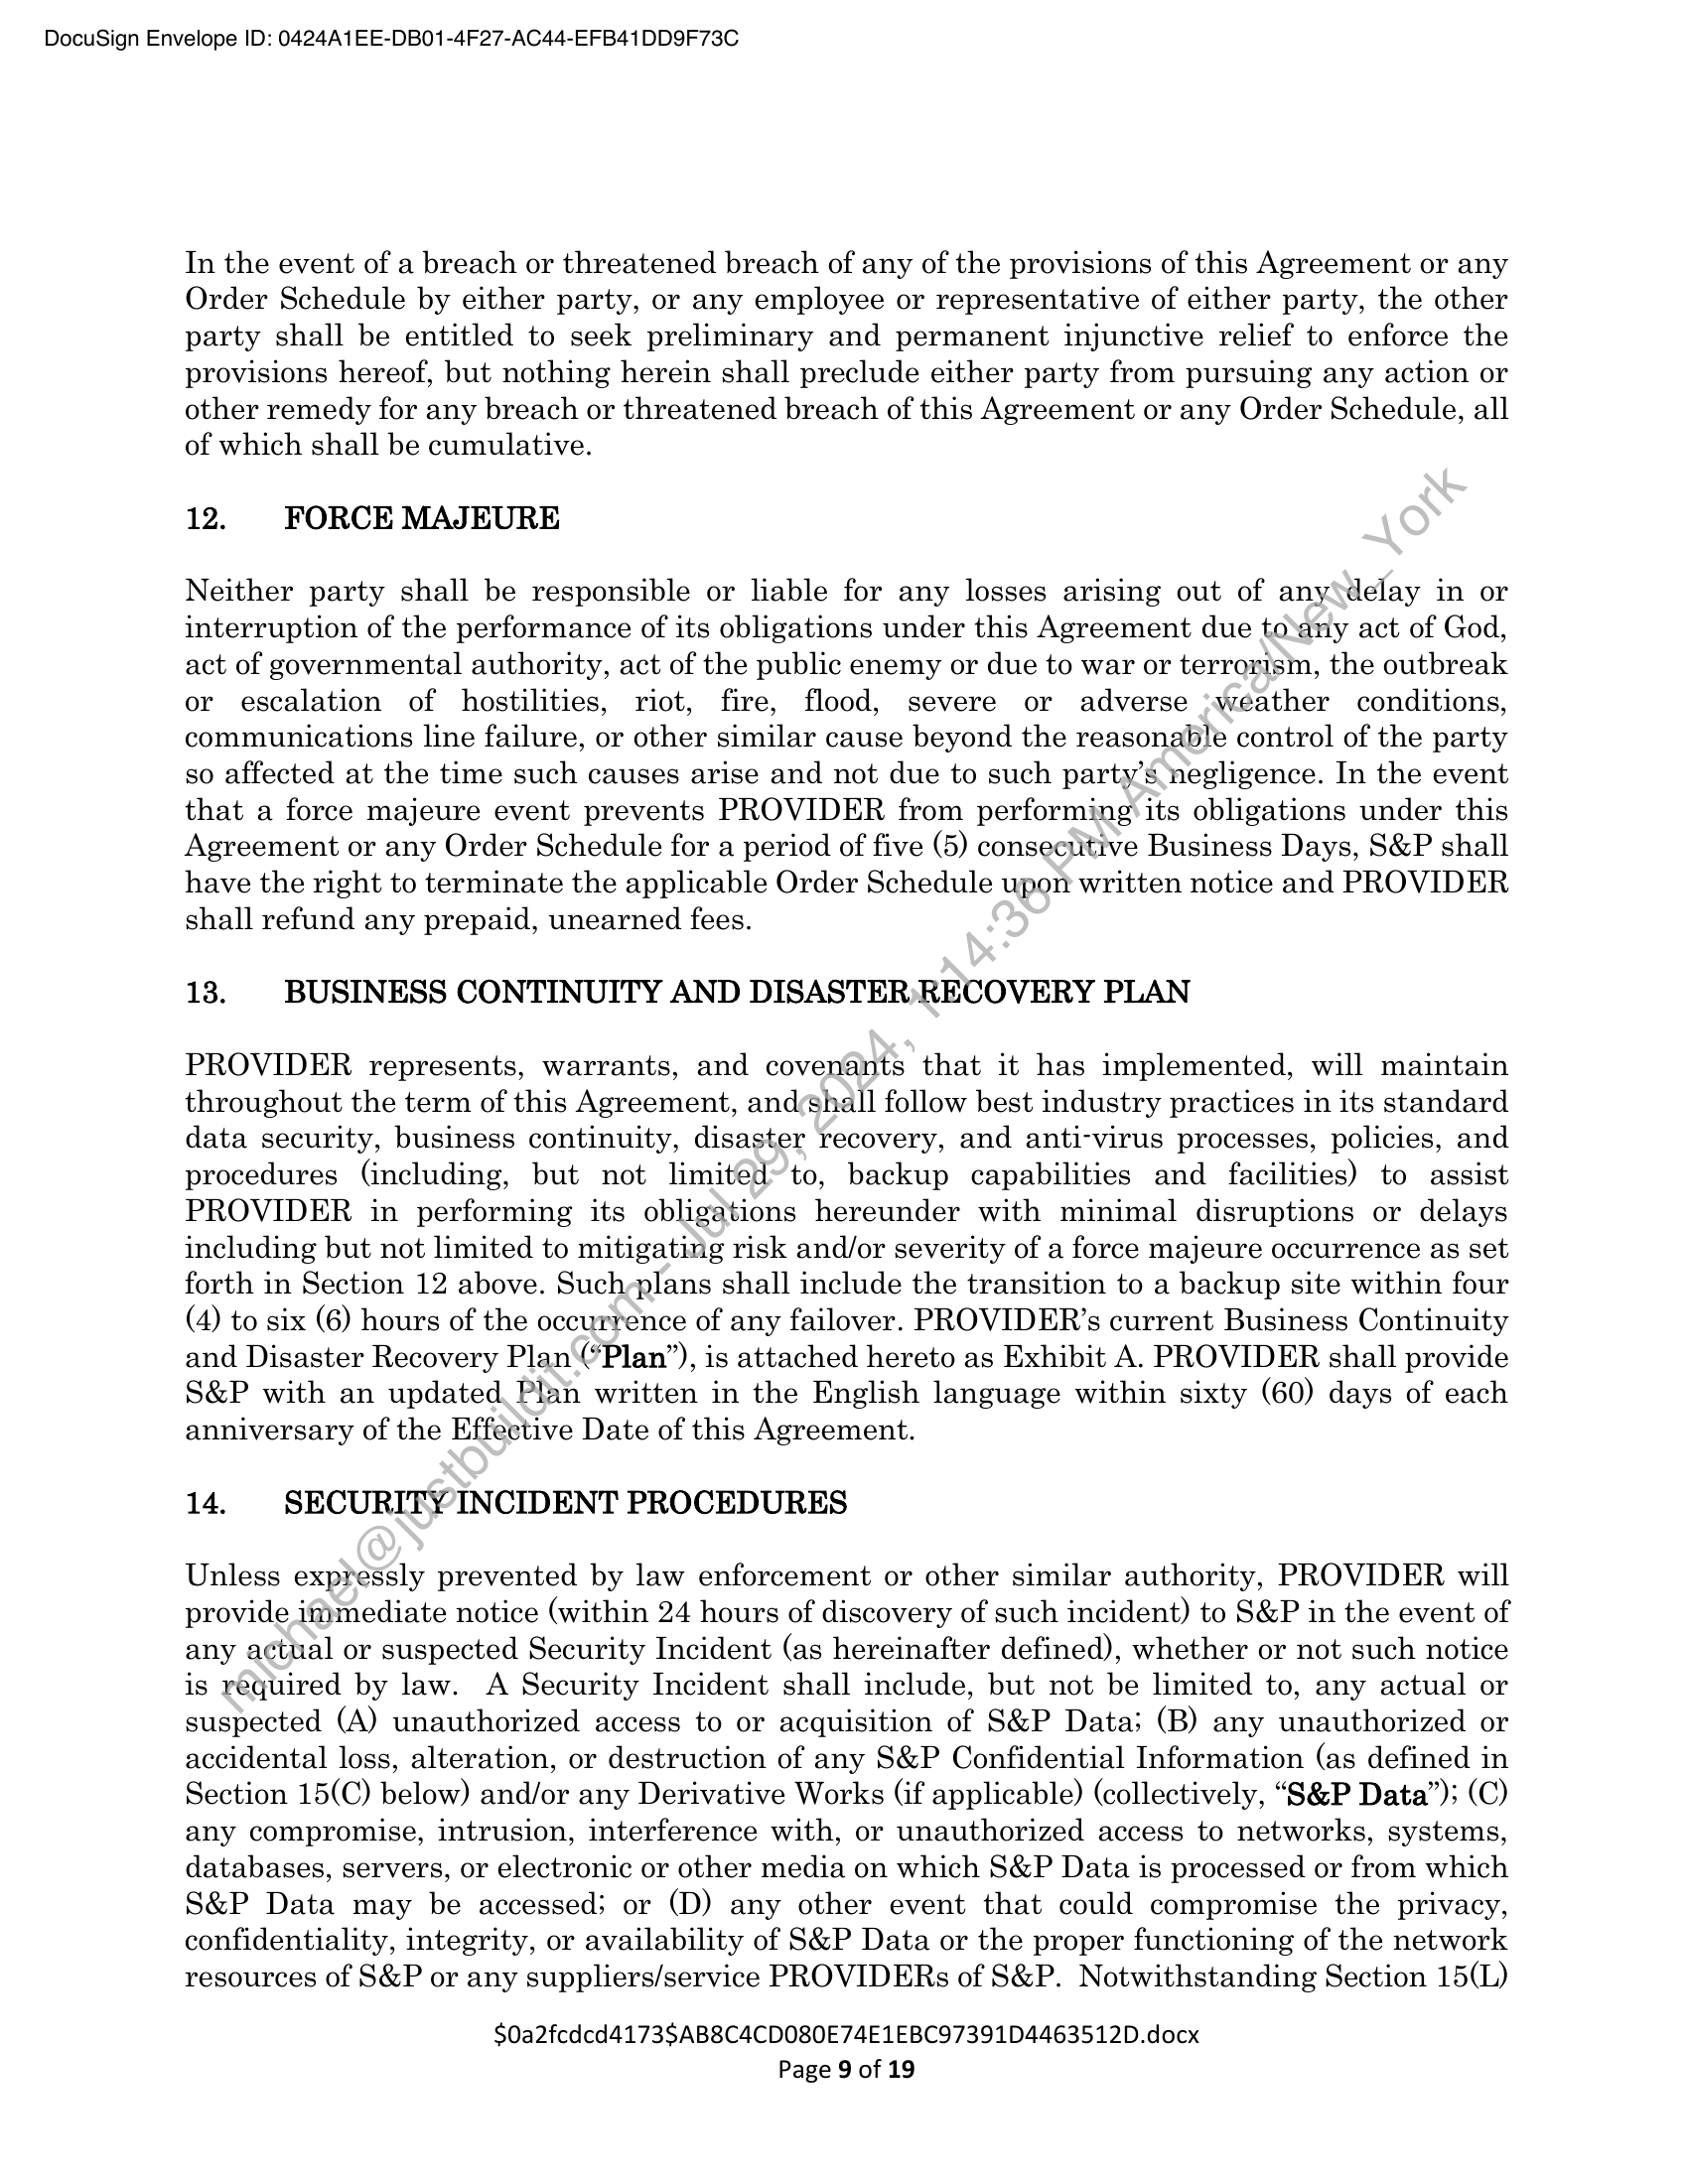 DocuSign Envelope ID: 0424A1EE-DB01-4F27-AC44-EFB41DD9F73C
In the event of a breach or threatened breach of any of the provisions of this Agreement or any
Order Schedule by either party, or any employee or representative of either party, the other
party shall be entitled to seek preliminary and permanent injunctive relief to enforce the
provisions hereof, but nothing herein shall preclude either party from pursuing any action or
other remedy for any breach or threatened breach of this Agreement or any Order Schedule, all
of which shall be cumulative.
12. FORCE MAJEURE
Neither party shall be responsible or liable for any losses arising out of any delay in or
interruption of the performance of its obligations under this Agreement due to any act of God,
act of governmental authority, act of the public enemy or due to war or terrorism, the outbreak
or escalation of hostilities, riot, fire, flood, severe or adverse weather conditions,
communications line failure, or other similar cause beyond the reasonable control of the party
so affected at the time such causes arise and not due to such party’s negligence. In the event
that a force majeure event prevents PROVIDER from performing its obligations under this
Agreement or any Order Schedule for a period of five (5) consecutive Business Days, S&P shall
have the right to terminate the applicable Order Schedule upon written notice and PROVIDER
shall refund any prepaid, unearned fees.
13. BUSINESS CONTINUITY AND DISASTER RECOVERY PLAN
PROVIDER represents, warrants, and covenants that it has implemented, will maintain
throughout the term of this Agreement, and shall follow best industry practices in its standard
data security, business continuity, disaster recovery, and anti-virus processes, policies, and
procedures (including, but not limited to, backup capabilities and facilities) to assist
PROVIDER in performing its obligations hereunder with minimal disruptions or delays
including but not limited to mitigating risk and/or severity of a force majeure occurrence as set
forth in Section 12 above. Such plans shall include the transition to a backup site within four
(4) to six (6) hours of the occurrence of any failover. PROVIDER’s current Business Continuity
and Disaster Recovery Plan (“Plan”), is attached hereto as Exhibit A. PROVIDER shall provide
S&P with an updated Plan written in the English language within sixty (60) days of each
anniversary of the Effective Date of this Agreement.
14. SECURITY INCIDENT PROCEDURES
Unless expressly prevented by law enforcement or other similar authority, PROVIDER will
provide immediate notice (within 24 hours of discovery of such incident) to S&P in the event of
any actual or suspected Security Incident (as hereinafter defined), whether or not such notice
is required by law. A Security Incident shall include, but not be limited to, any actual or
suspected (A) unauthorized access to or acquisition of S&P Data; (B) any unauthorized or
accidental loss, alteration, or destruction of any S&P Confidential Information (as defined in
Section 15(C) below) and/or any Derivative Works (if applicable) (collectively, “S&P Data”); (C)
any compromise, intrusion, interference with, or unauthorized access to networks, systems,
databases, servers, or electronic or other media on which S&P Data is processed or from which
S&P Data may be accessed; or (D) any other event that could compromise the privacy,
confidentiality, integrity, or availability of S&P Data or the proper functioning of the network
resources of S&P or any suppliers/service PROVIDERs of S&P. Notwithstanding Section 15(L)
$0a2fcdcd4173$AB8C4CD080E74E1EBC97391D4463512D.docx
Page 9 of 19
michael@justbuildit.com - Jul 29, 2024, 1:14:36 PM America/New_York